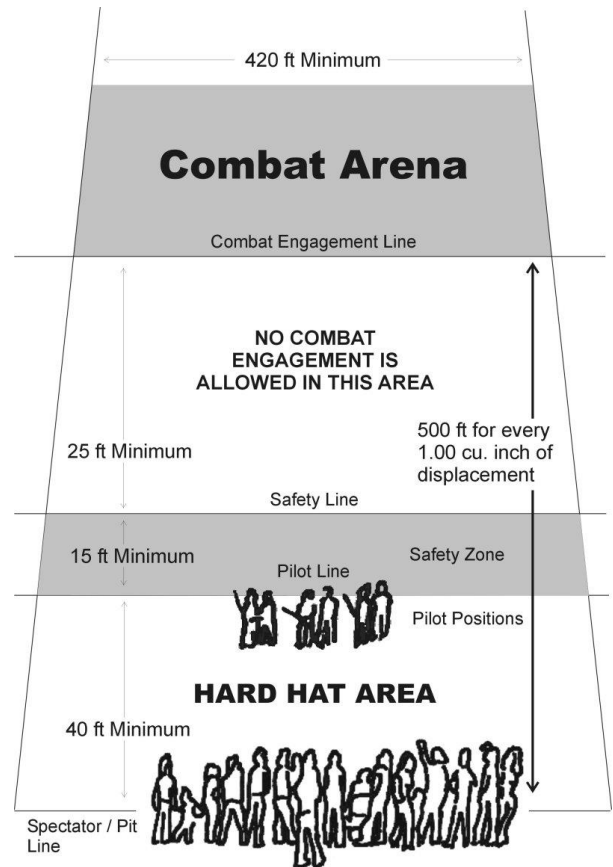 420 ft Minimum
Combat Arena
Combat Engagement Line
NO COMBAT
ENGAGEMENT IS
ALLOWED IN THIS AREA
500 ft for every
1.00 cu. inch of
displacement
25 ft Minimum
Safety Line
15 ft Minimum
Safety Zone
Pilot Line
Pilot Positions
HARD HAT AREA
40 ft Minimum
Spectator / Pit
Line